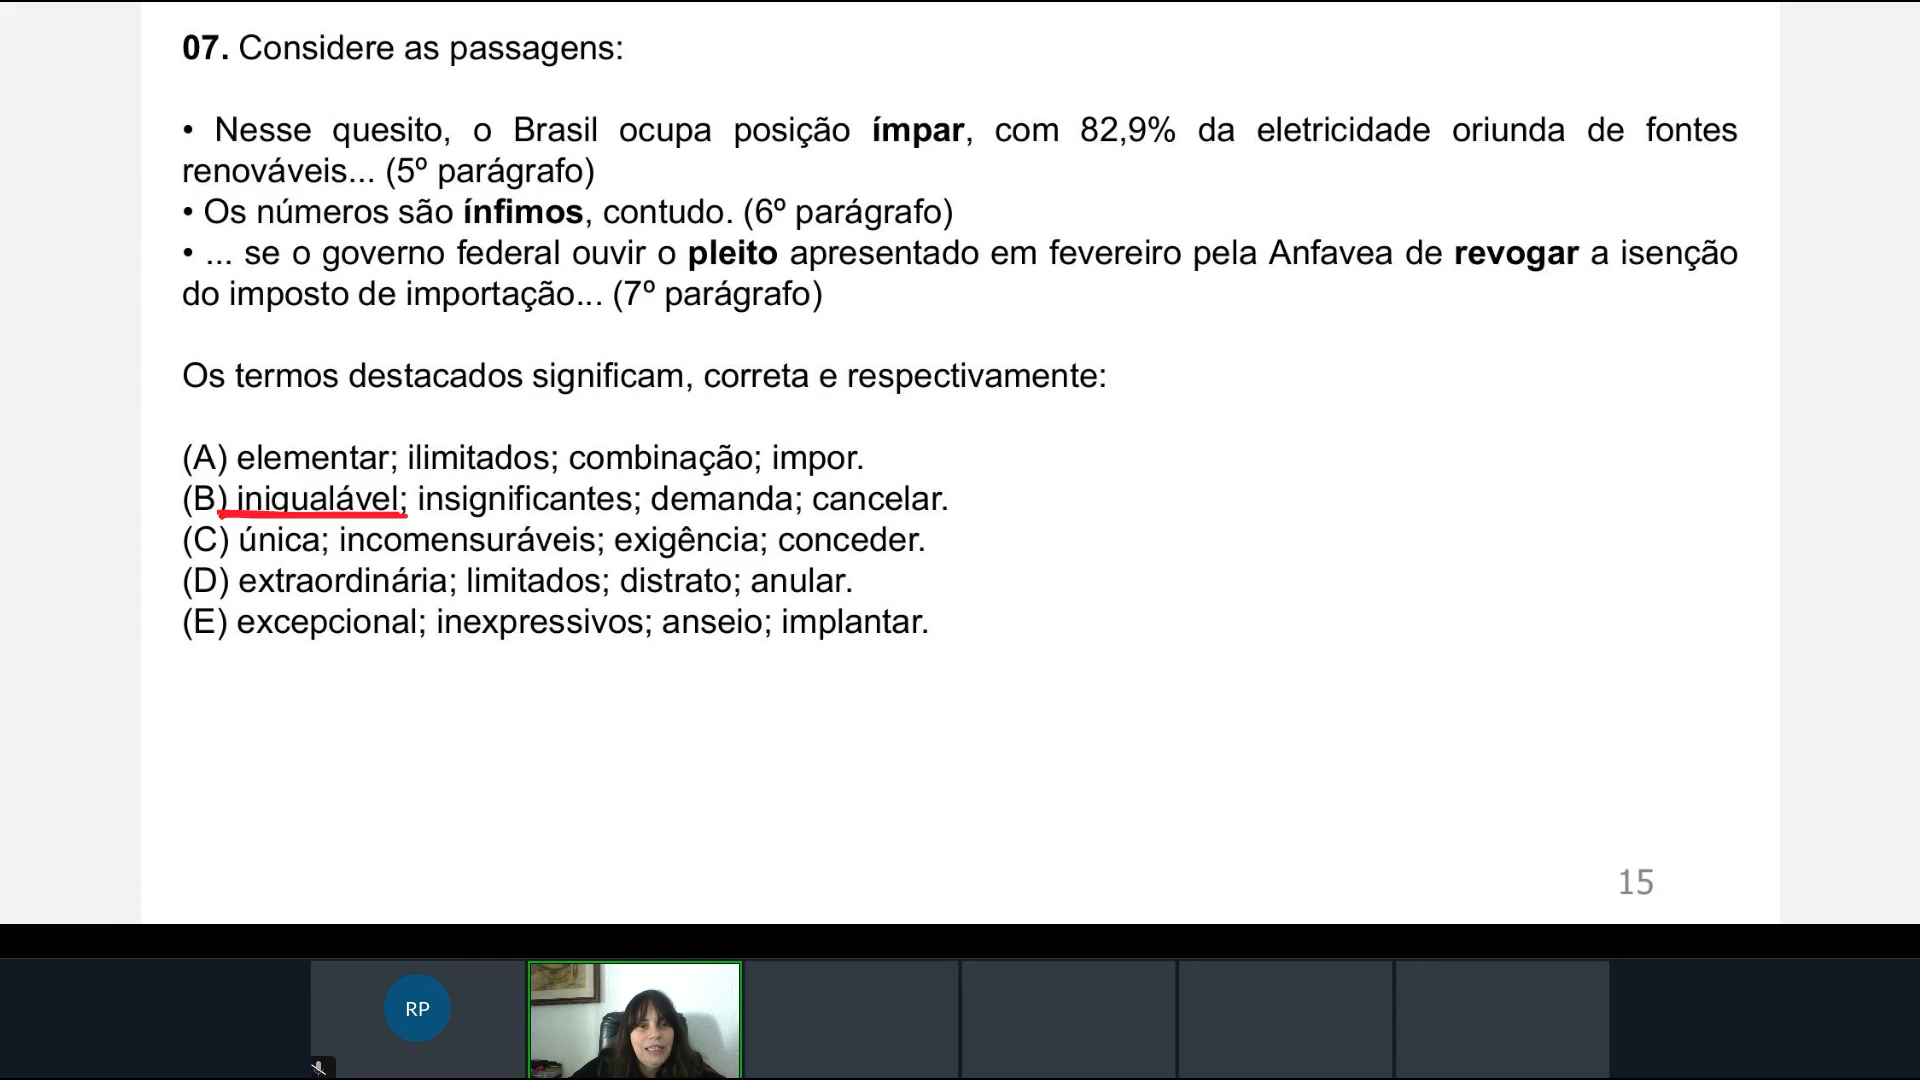 07. Considere as passagens:
• Nesse quesito, o Brasil ocupa posição ímpar, com 82,9% da eletricidade oriunda de fontes
renováveis... (5º parágrafo)
• Os números são ínfimos, contudo. (6º parágrafo)
• ... se o governo federal ouvir o pleito apresentado em fevereiro pela Anfavea de revogar a isenção
do imposto de importação... (7º parágrafo)
Os termos destacados significam, correta e respectivamente:
(A) elementar; ilimitados; combinação; impor.
(B) inigualável; insignificantes; demanda; cancelar.
(C) única; incomensuráveis; exigência; conceder.
(D) extraordinária; limitados; distrato; anular.
(E) excepcional; inexpressivos; anseio; implantar.
15
RP